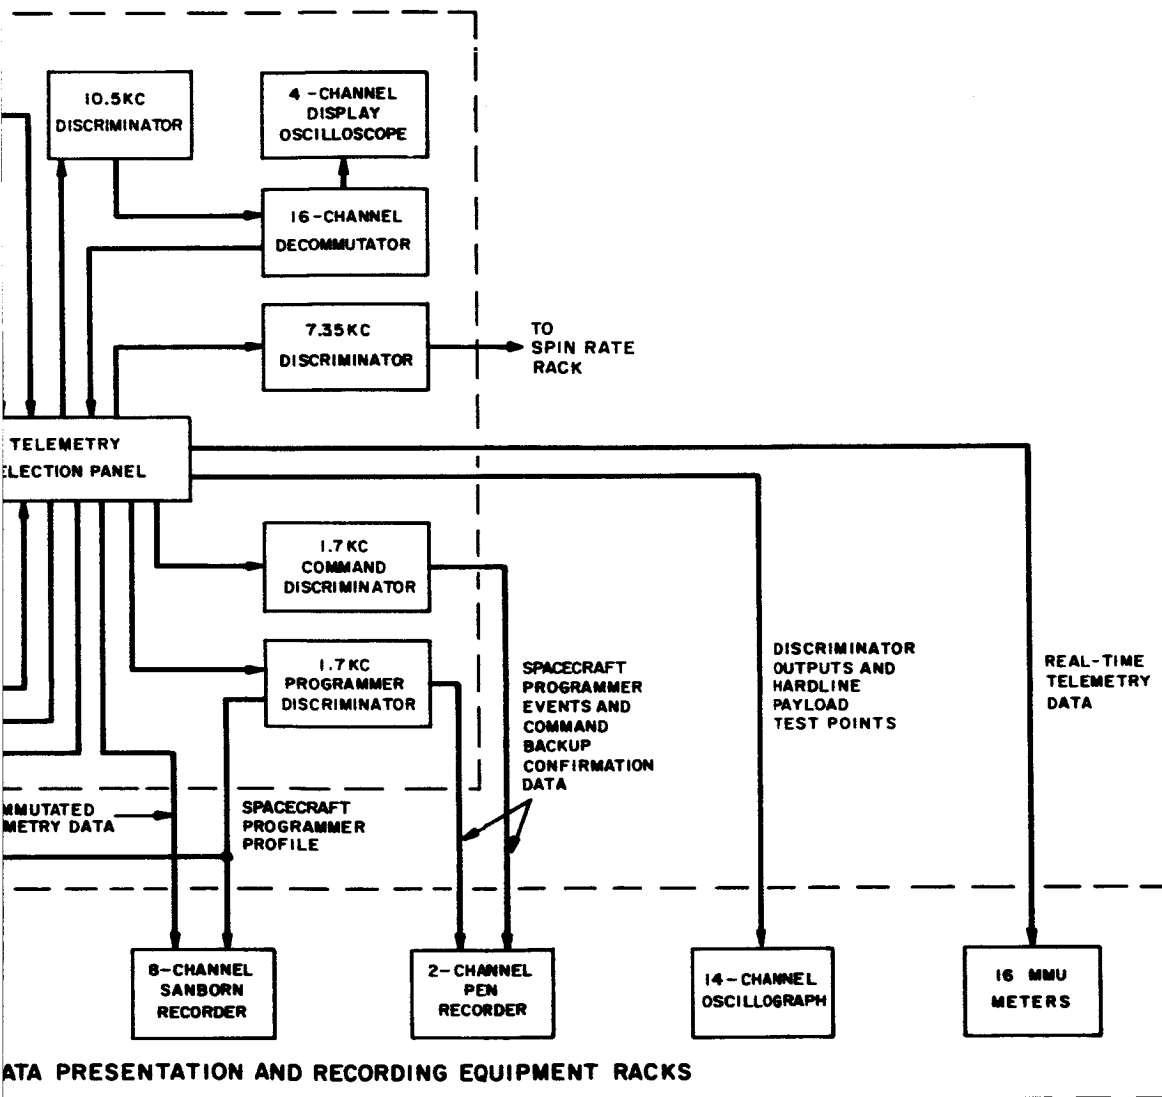 10.5KC
DISCRIMINATOR
4-CHANNEL
DISPLAY
OSCILLOSCOPE
16-CHANNEL
DECOMMUTATOR
7.35KC
DISCRIMINATOR
TO
SPIN RATE
RACK
TELEMETRY
ELECTION PANEL
1.7KC
COMMAND
DISCRIMINATOR
1.7KC
PROGRAMMER
DISCRIMINATOR
SPACECRAFT
PROGRAMMER
EVENTS AND
COMMAND
BACKUP
CONFIRMATION
DATA
DISCRIMINATOR
OUTPUTS AND
HARDLINE
PAYLOAD
TEST POINTS
REAL-TIME
TELEMETRY
DATA
MMUTATED
METRY DATA
SPACECRAFT
PROGRAMMER
PROFILE
8-CHANNEL
SANBORN
RECORDER
2-CHANNEL
PEN
RECORDER
14-CHANNEL
OSCILLOGRAPH
16 MMU
METERS
ATA PRESENTATION AND RECORDING EQUIPMENT RACKS